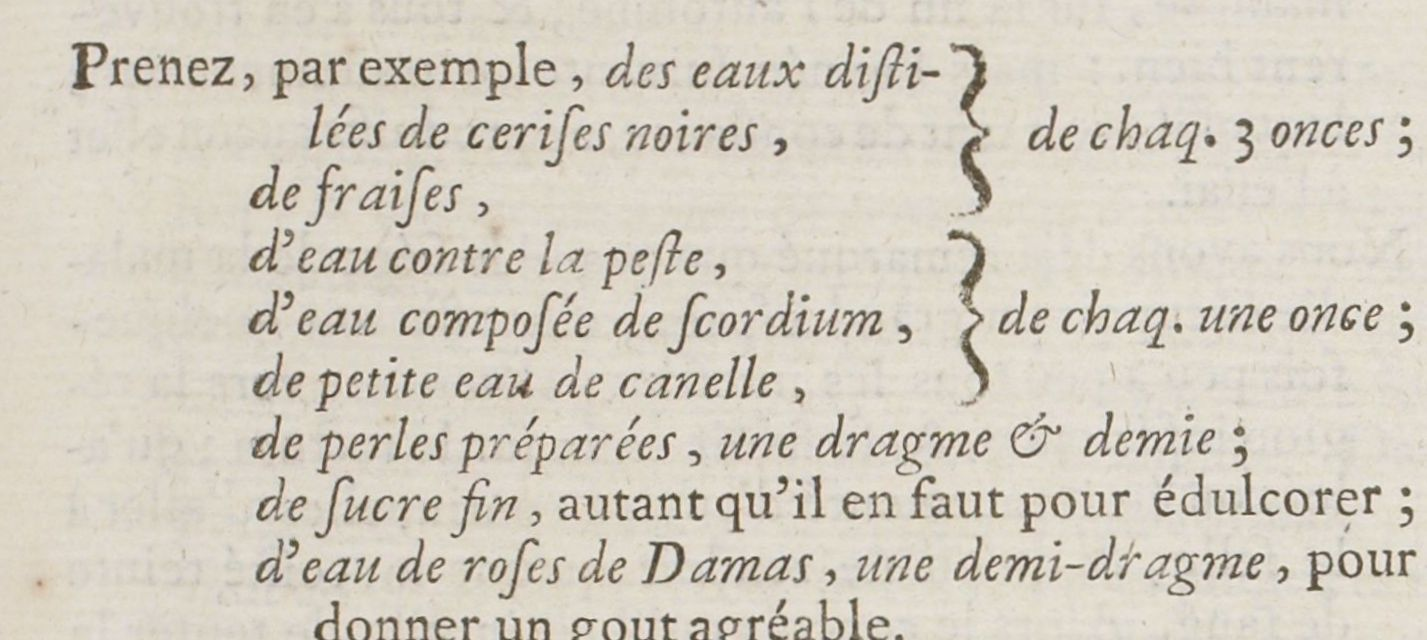 Prenez, par exemple, des eaux diſti-
lées de ceriſes noires, de chaq. 3 onces;
de fraiſes,
d'eau contre la peſte,
d'eau compoſée de ſcordium, de chaq. une once;
de petite eau de canelle,
de perles préparées, une dragme & demie;
de ſucre fin, autant qu'il en faut pour édulcorer;
d'eau de roſes de Damas, une demi-dragme, pour
donner un gout agréable.